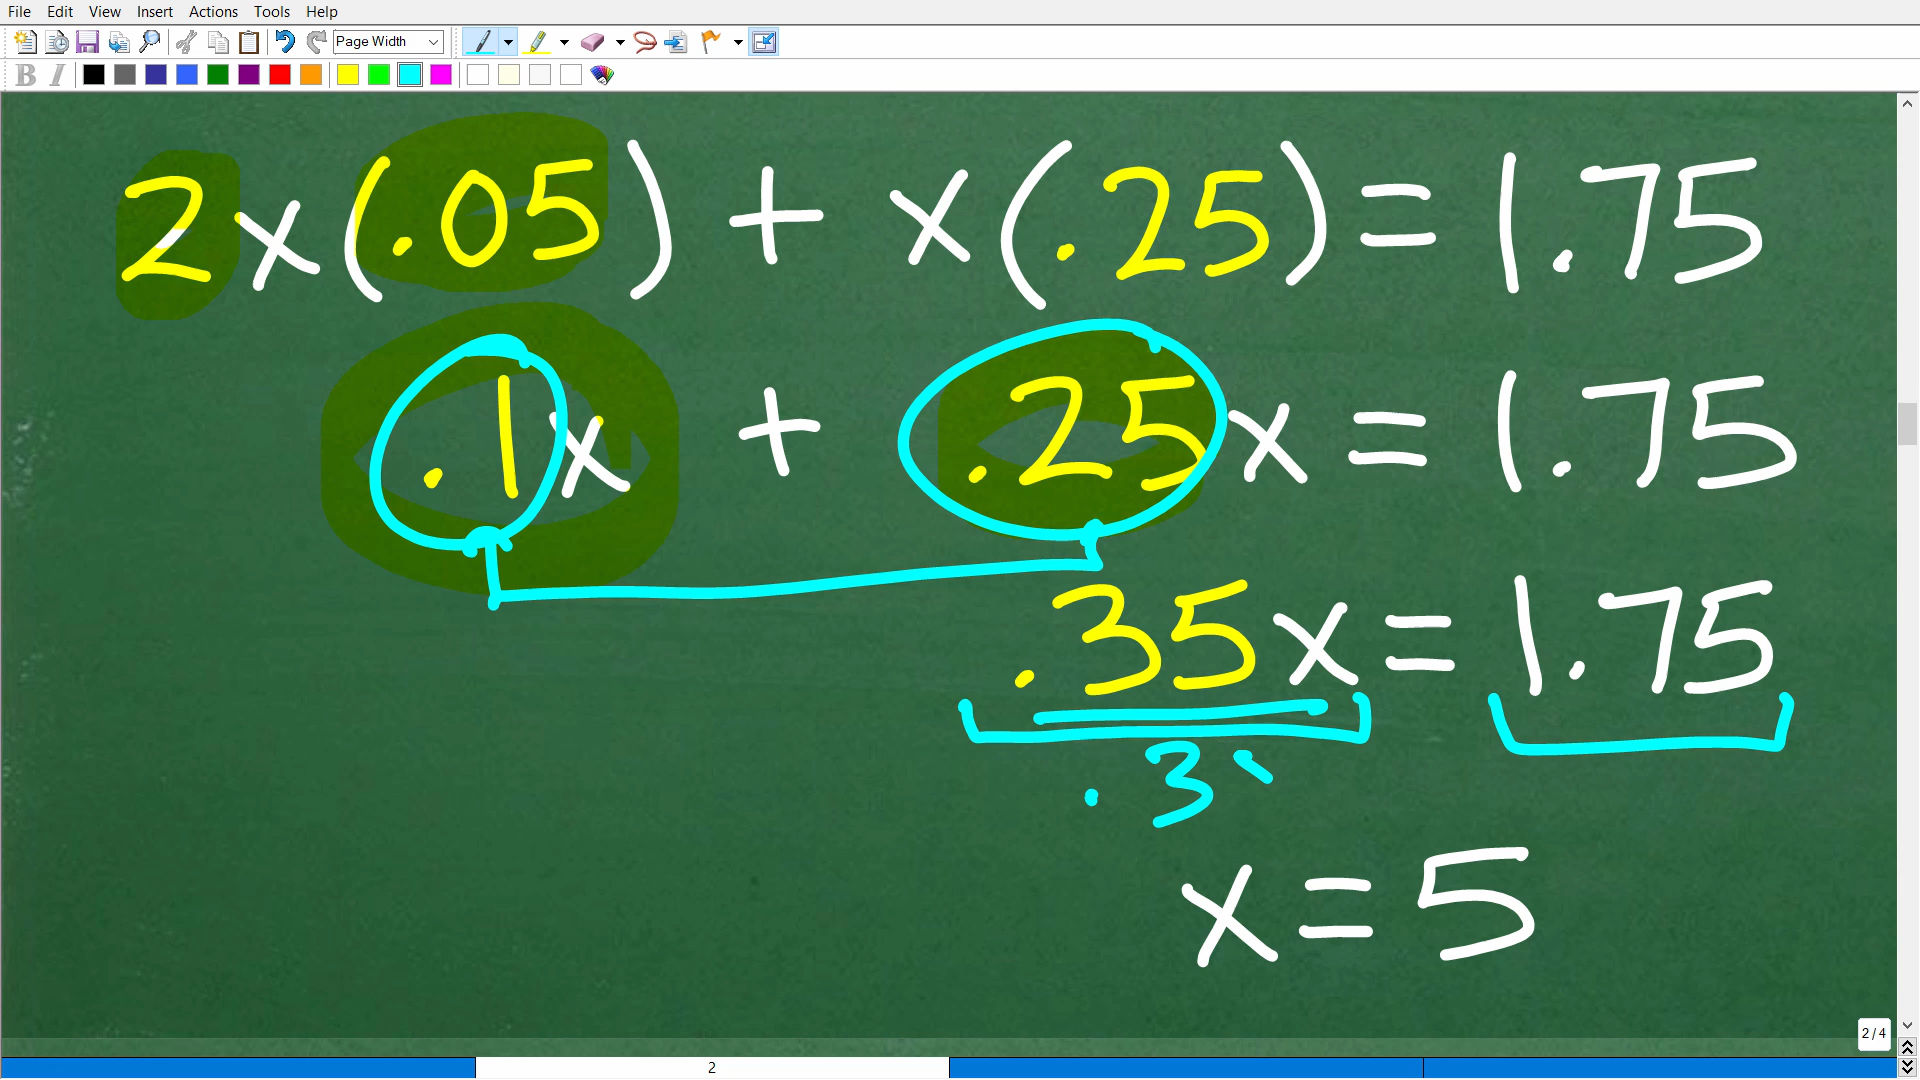 File Edit View Insert Actions Tools Help
Page Width
B I
2x(.05) + x(.25) = 1.75
.1x + .25x = 1.75
.35x = 1.75
.3
x = 5
2 / 4
2